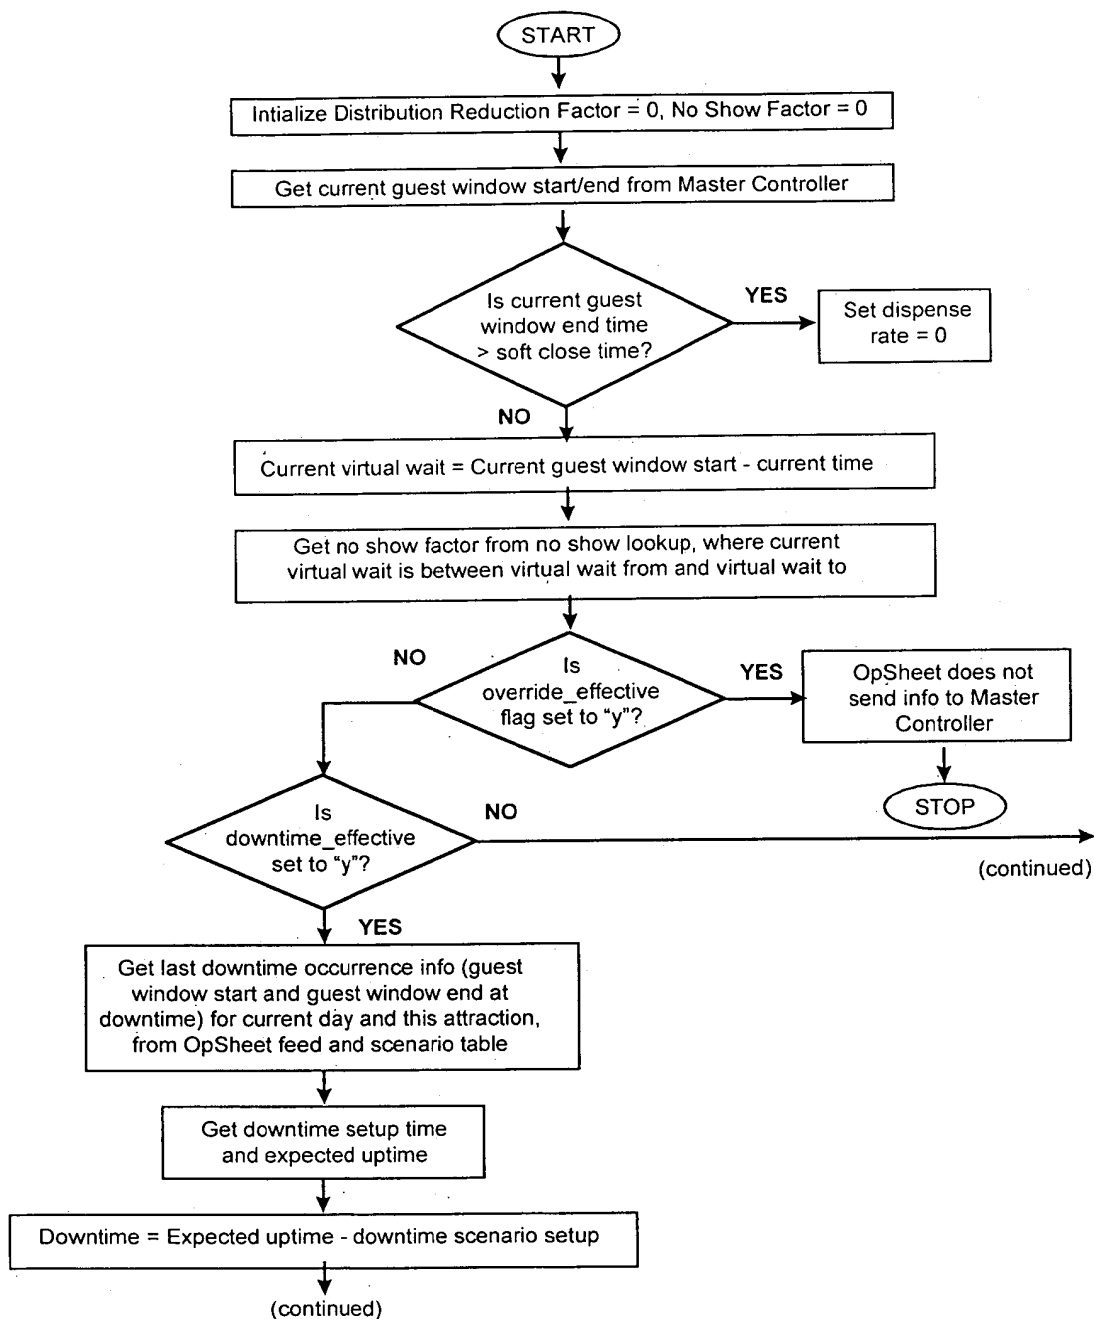 START
Intialize Distribution Reduction Factor = 0, No Show Factor = 0
Get current guest window start/end from Master Controller
Is current guest
window end time
> soft close time?
YES
Set dispense
rate = 0
NO
Current virtual wait = Current guest window start - current time
Get no show factor from no show lookup, where current
virtual wait is between virtual wait from and virtual wait to
NO
Is
override_effective
flag set to “y”?
YES
OpSheet does not
send info to Master
Controller
STOP
Is
downtime_effective
set to “y”?
NO
(continued)
YES
Get last downtime occurrence info (guest
window start and guest window end at
downtime) for current day and this attraction,
from OpSheet feed and scenario table
Get downtime setup time
and expected uptime
Downtime = Expected uptime - downtime scenario setup
(continued)